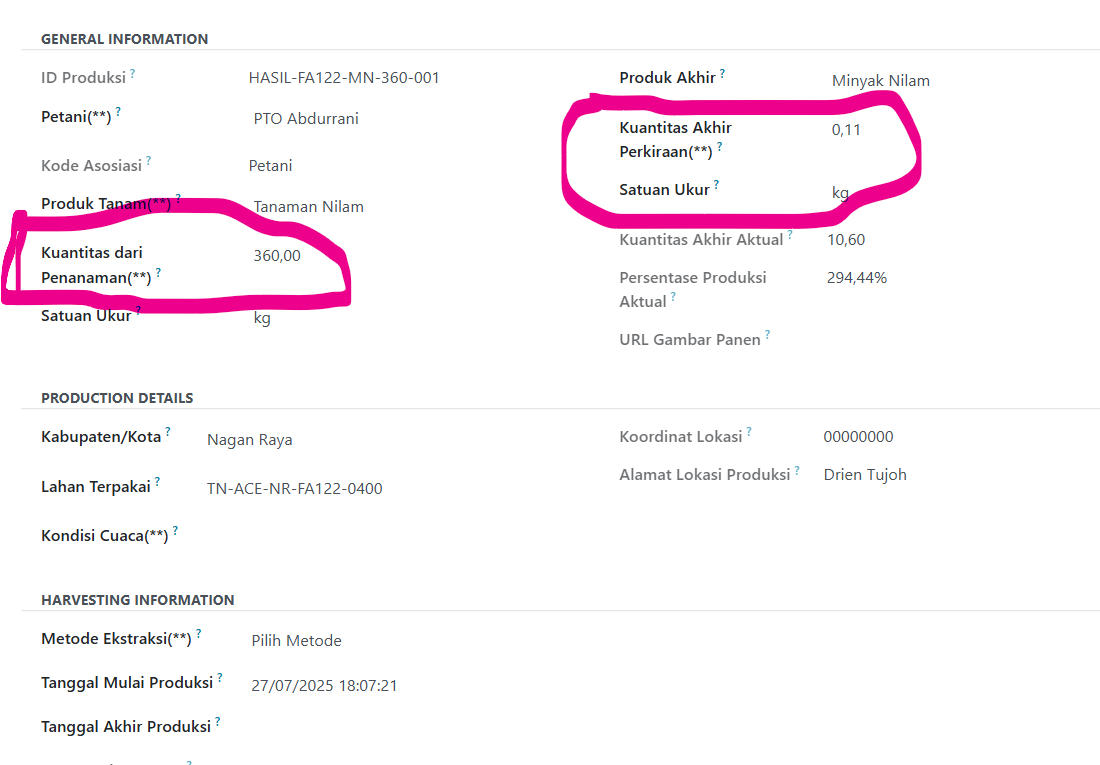 GENERAL INFORMATION
ID Produksi ? HASIL-FA122-MN-360-001
Petani(**) ? PTO Abdurrani
Kode Asosiasi ? Petani
Produk Tanam(**) ? Tanaman Nilam
Kuantitas dari
Penanaman(**) ? 360,00
Satuan Ukur ? kg
Produk Akhir ? Minyak Nilam
Kuantitas Akhir
Perkiraan(**) ? 0,11
Satuan Ukur ? kg
Kuantitas Akhir Aktual ? 10,60
Persentase Produksi
Aktual ? 294,44%
URL Gambar Panen ?
PRODUCTION DETAILS
Kabupaten/Kota ? Nagan Raya
Lahan Terpakai ? TN-ACE-NR-FA122-0400
Kondisi Cuaca(**) ?
Koordinat Lokasi ? 00000000
Alamat Lokasi Produksi ? Drien Tujoh
HARVESTING INFORMATION
Metode Ekstraksi(**) ? Pilih Metode
Tanggal Mulai Produksi ? 27/07/2025 18:07:21
Tanggal Akhir Produksi ?